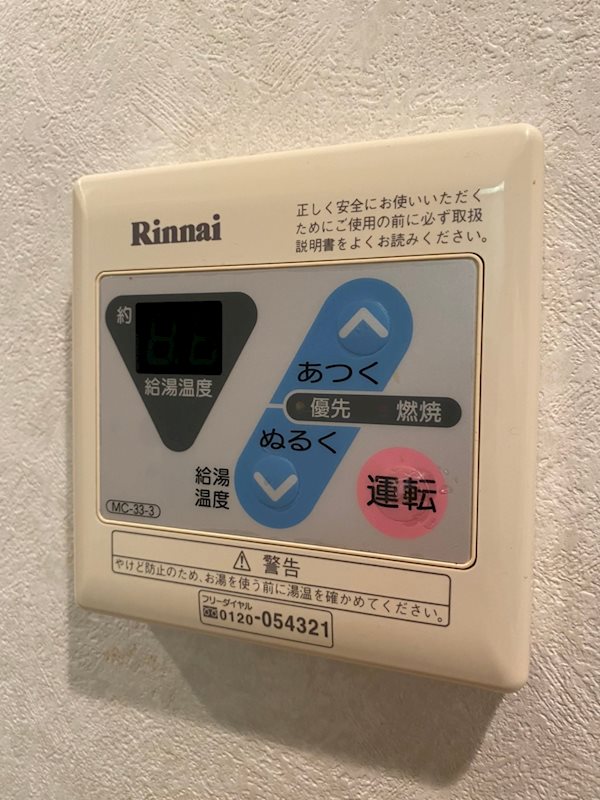 Rinnai
正しく安全にお使いいただく
ためにご使用の前に必ず取扱
説明書をよくお読みください。
約
給湯温度
あつく
優先 燃焼
ぬるく
給湯
温度
運転
MC-33-3
⚠ 警告
やけど防止のため、お湯を使う前に湯温を確かめてください。
フリーダイヤル
0120-054321